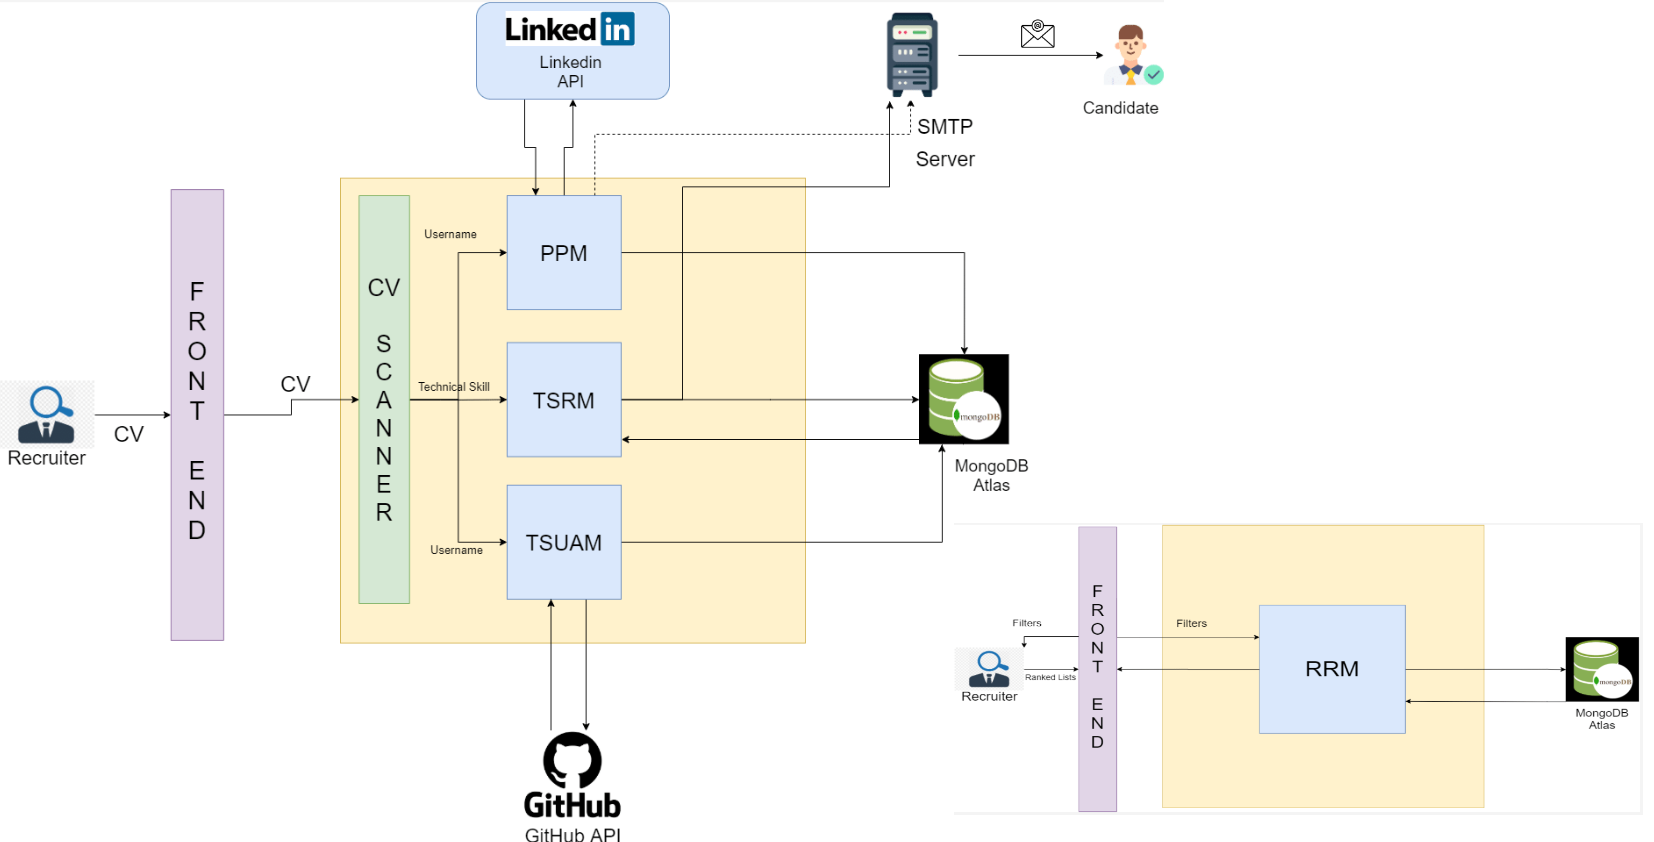 Linked in
Linkedin
API
SMTP
Server
Candidate
FRONT END
CV SCANNER
Username
PPM
Technical Skill
TSRM
Username
TSUAM
CV
CV
Recruiter
mongoDB
MongoDB
Atlas
GitHub
GitHub API
Filters
Ranked Lists
Recruiter
FRONT END
Filters
RRM
mongoDB
MongoDB
Atlas